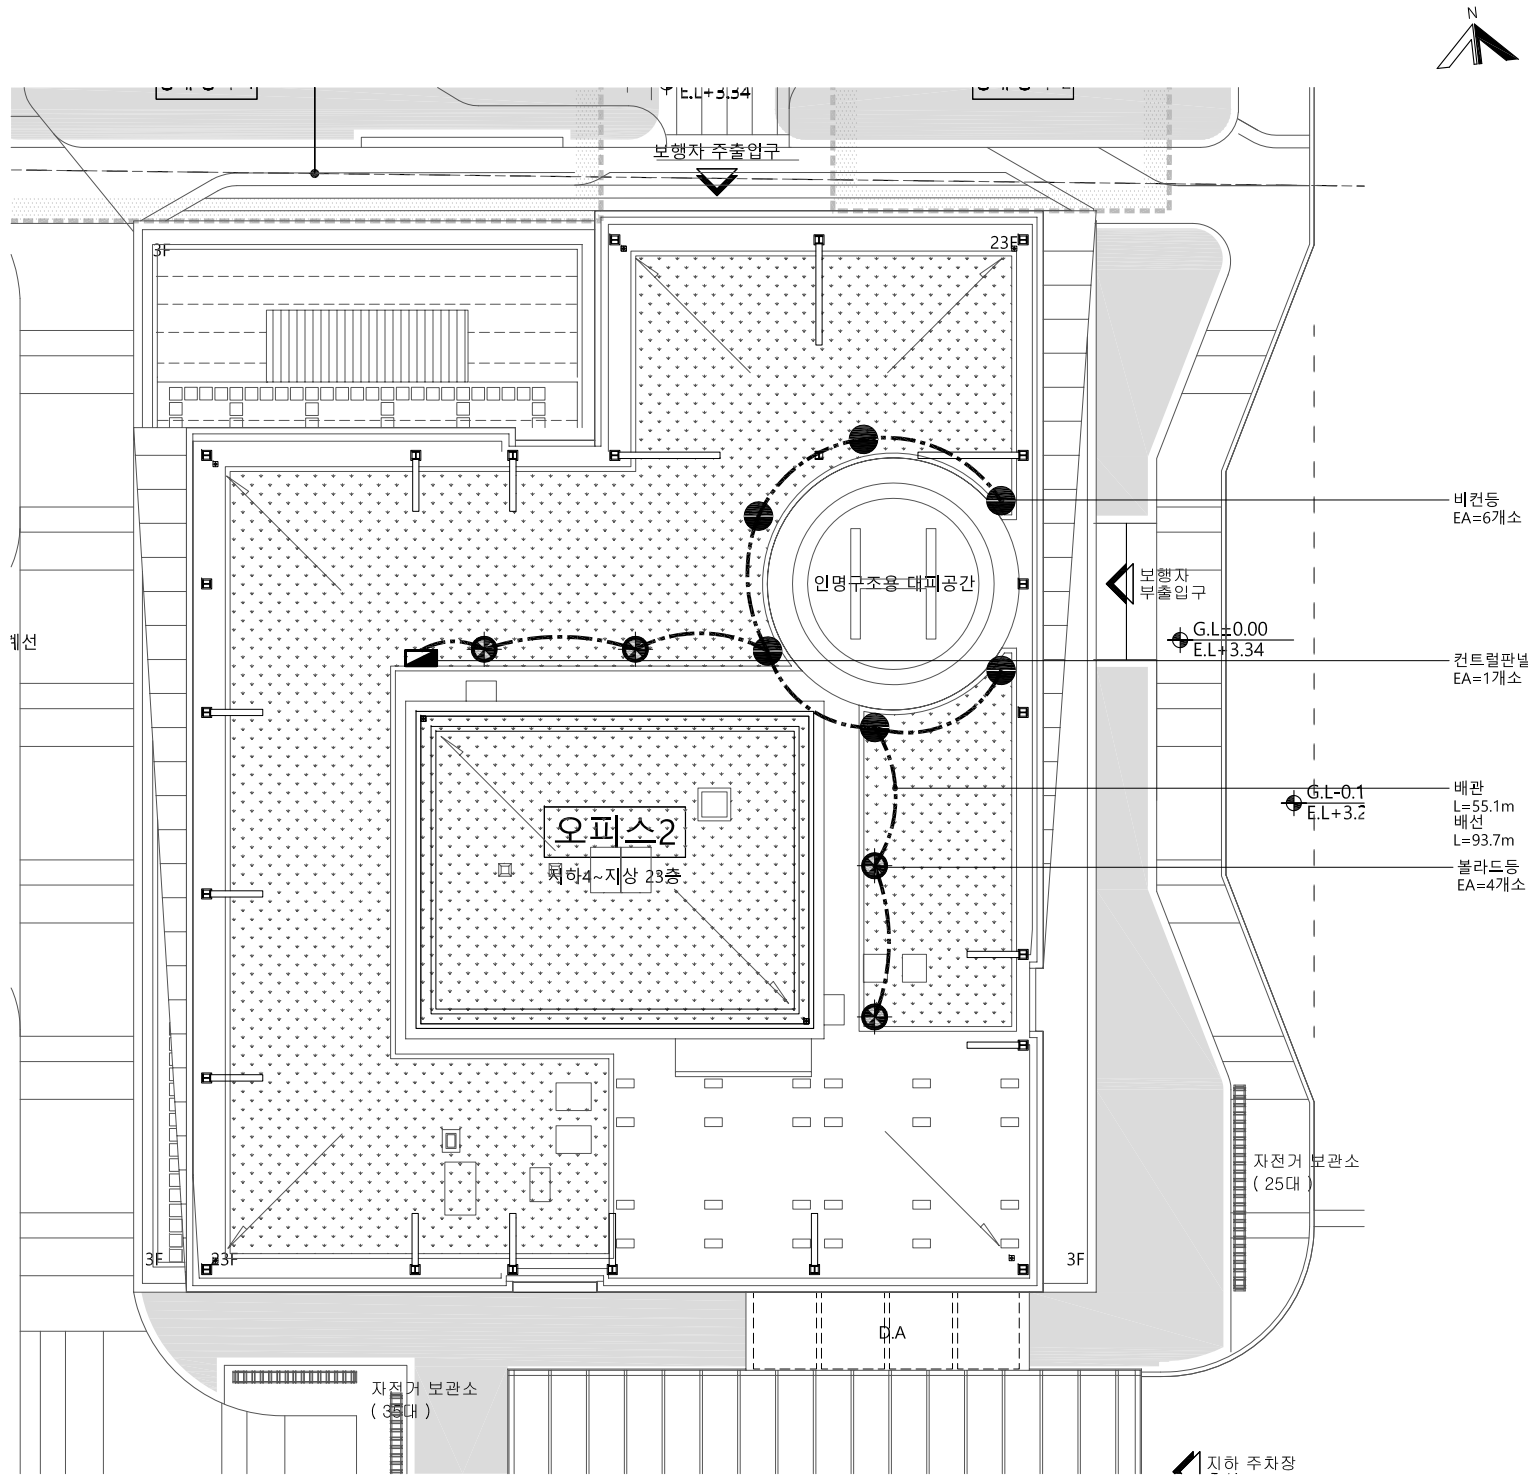 N
E.L+3.34
보행자 주출입구
3F
23F
비컨등
EA=6개소
인명구조용 대피공간
보행자
부출입구
G.L±0.00
E.L+3.34
컨트럴판넬
EA=1개소
배관
L=55.1m
배선
L=93.7m
G.L-0.1
E.L+3.2
오피스2
지하4~지상 23층
볼라드등
EA=4개소
자전거 보관소
( 25대 )
3F
23F
3F
D.A
자전거 보관소
( 35대 )
지하 주차장